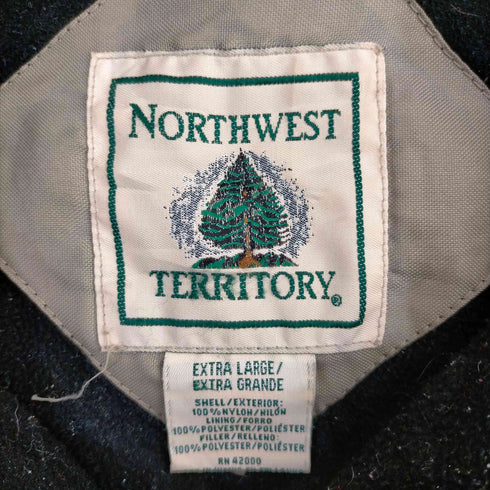 NORTHWEST
TERRITORY®
EXTRA LARGE/
EXTRA GRANDE
SHELL/EXTERIOR:
100% NYLON/NILÓN
LINING/FORRO
100% POLYESTER/POLIÉSTER
FILLER/RELLENO
100% POLYESTER/POLIÉSTER
RN 42000